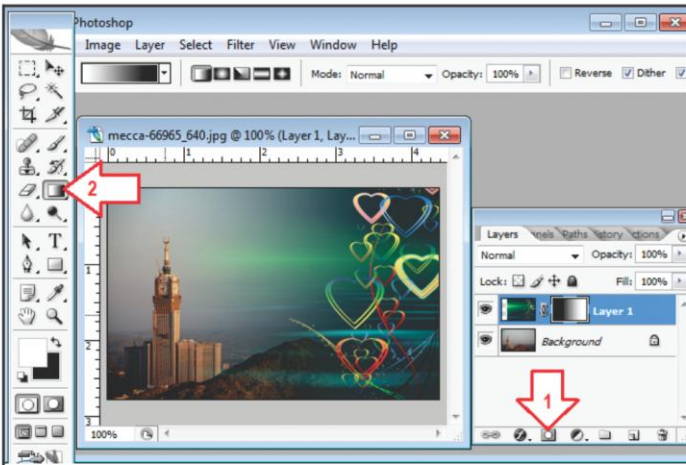 Photoshop
Image Layer Select Filter View Window Help
Mode: Normal Opacity: 100% Reverse Dither
mecca-66965_640.jpg @ 100% (Layer 1, Lay...
0 1 2 3 4
2
1
2
3
100%
Layers Paths
Normal Opacity: 100%
Lock: Fill: 100%
Layer 1
Background
1